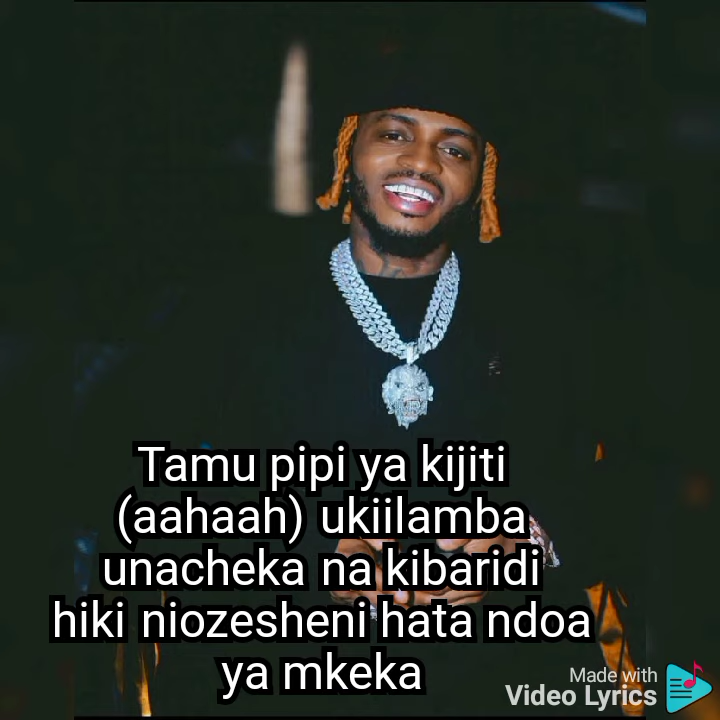 Tamu pipi ya kijiti
(aahaah) ukiilamba
unacheka na kibaridi
hiki niozesheni hata ndoa
ya mkeka
Made with
Video Lyrics